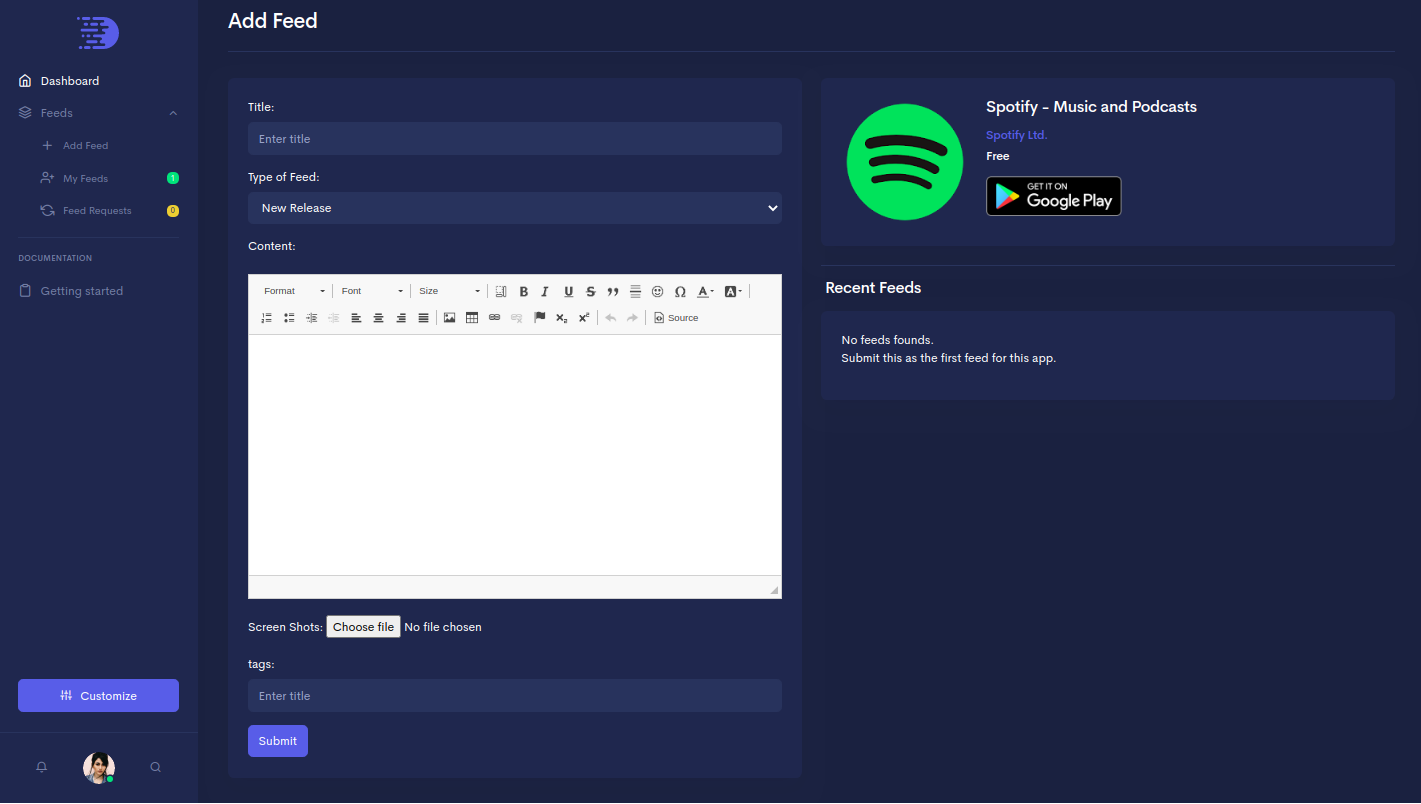 Add Feed
Dashboard
Feeds
Add Feed
My Feeds 1
Feed Requests 0
DOCUMENTATION
Getting started
Customize
Title:
Enter title
Type of Feed:
New Release
Content:
Format Font Size
Source
Screen Shots: Choose file No file chosen
tags:
Enter title
Submit
Spotify - Music and Podcasts
Spotify Ltd.
Free
GET IT ON
Google Play
Recent Feeds
No feeds founds.
Submit this as the first feed for this app.